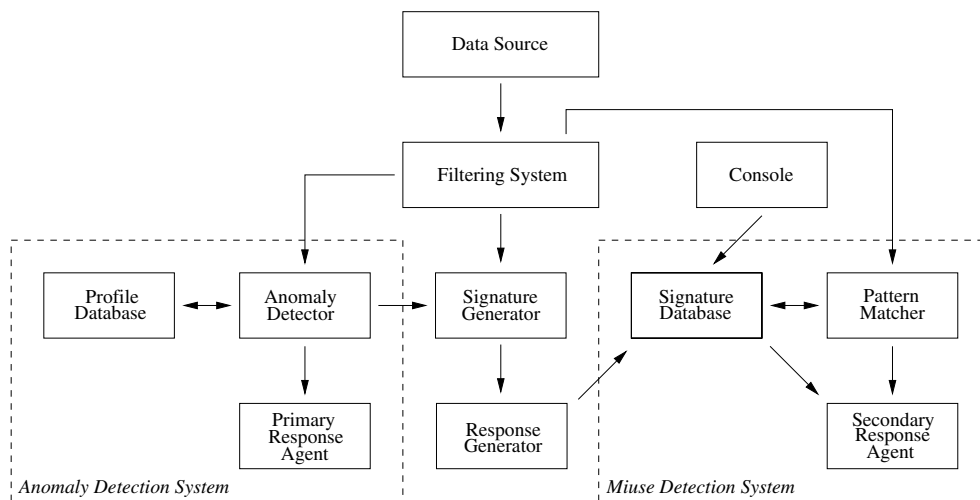 Data Source
Filtering System
Console
Profile
Database
Anomaly
Detector
Signature
Generator
Signature
Database
Pattern
Matcher
Primary
Response
Agent
Response
Generator
Secondary
Response
Agent
Anomaly Detection System
Miuse Detection System